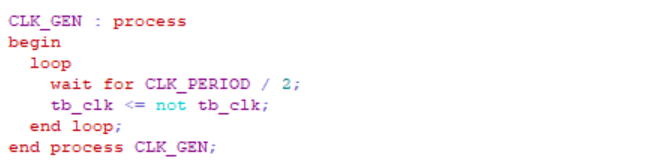 CLK_GEN : process
begin
  loop
    wait for CLK_PERIOD / 2;
    tb_clk <= not tb_clk;
  end loop;
end process CLK_GEN;